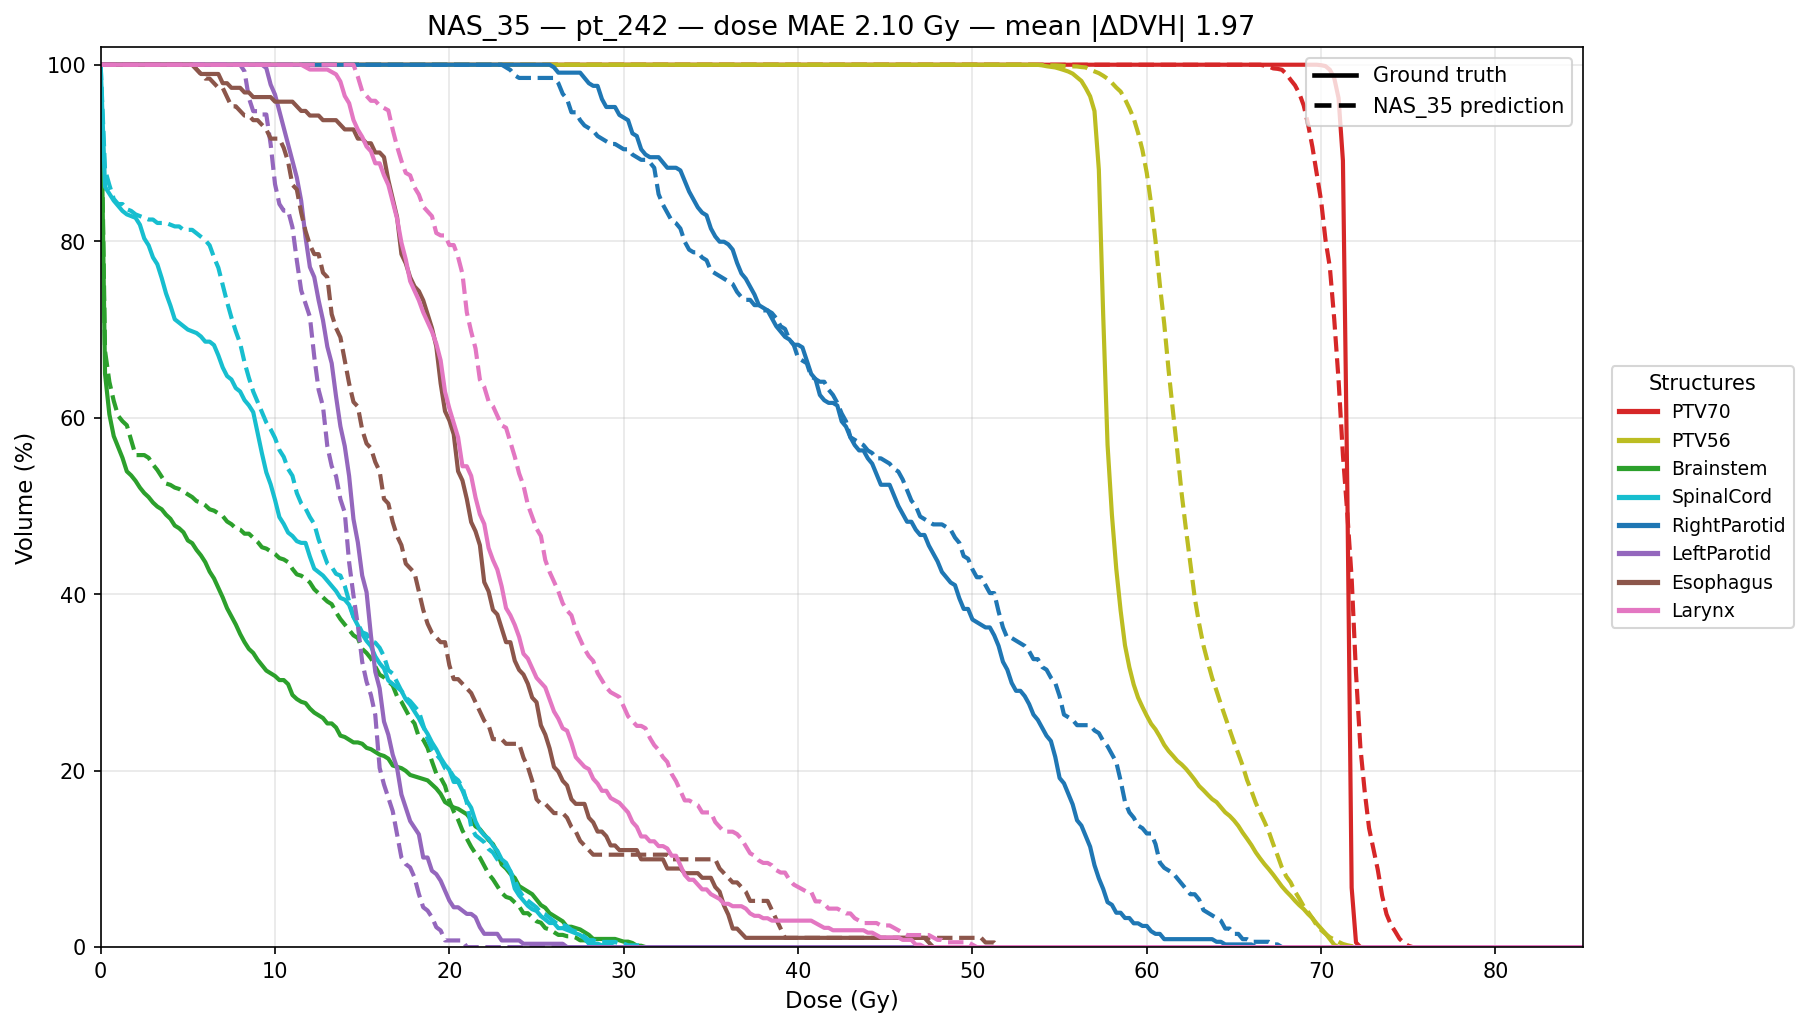 NAS_35 — pt_242 — dose MAE 2.10 Gy — mean |ΔDVH| 1.97
Ground truth
NAS_35 prediction
Structures
PTV70
PTV56
Brainstem
SpinalCord
RightParotid
LeftParotid
Esophagus
Larynx
Volume (%)
100
80
60
40
20
0
0 10 20 30 40 50 60 70 80
Dose (Gy)